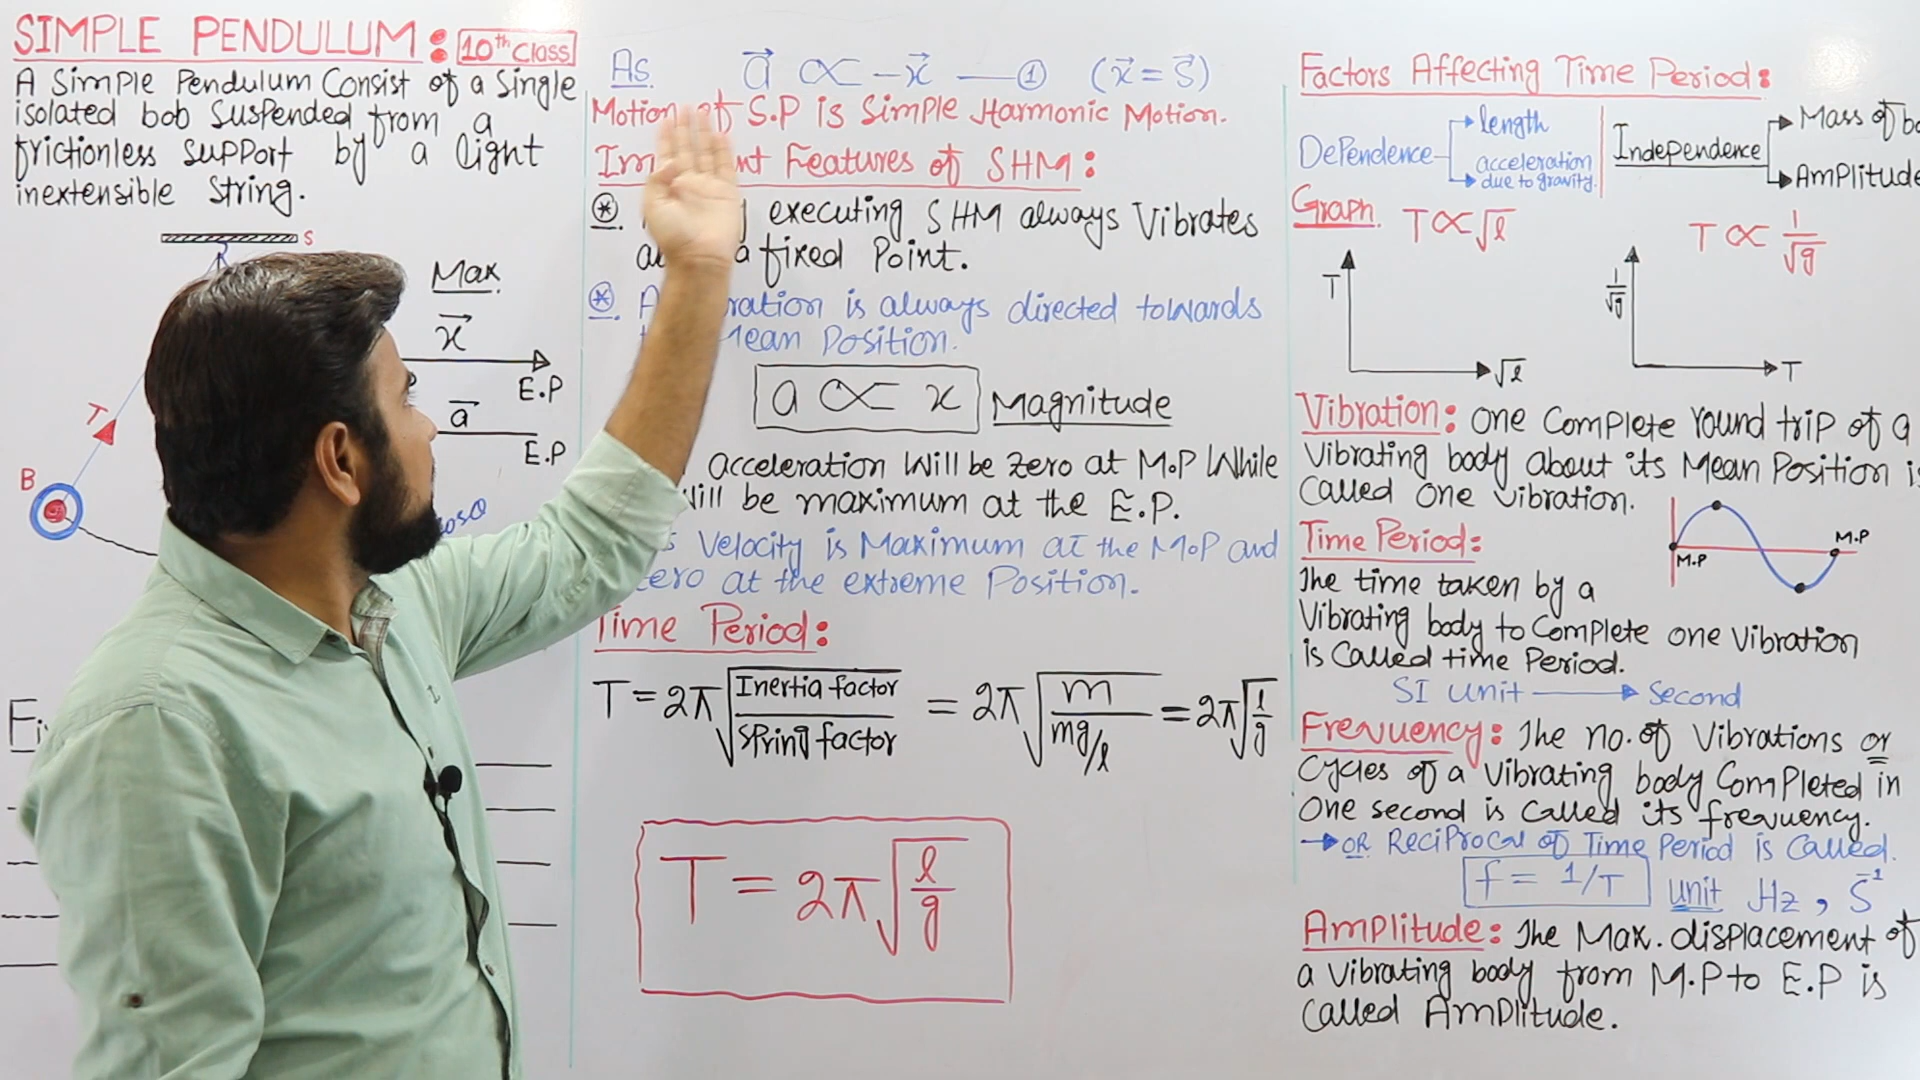 SIMPLE PENDULUM:
10th Class
A Simple Pendulum Consist of a Single
isolated bob Suspended from a
frictionless support by a light
inextensible String.
S
Max
x
E.P
a
E.P
T
B
cosθ
As a ∝ -x — ① (x = S)
Motion of S.P is Simple Harmonic Motion.
Features of SHM:
executing SHM always Vibrates
a fixed Point.
is always directed towards
Mean Position.
a ∝ x Magnitude
acceleration Will be zero at M.P While
Will be maximum at the E.P.
Velocity is Maximum at the M.P and
zero at the extreme Position.
Time Period:
T = 2π√(Inertia factor / Spring factor) = 2π√(m / mg/l) = 2π√(l/g)
T = 2π√(l/g)
Factors Affecting Time Period:
Dependence
length
acceleration
due to gravity.
Independence
Mass of
Amplitude
Graph
T ∝ √l
T ∝ 1/√g
T
√l
1/√g
T
Vibration: One Complete round trip of a
Vibrating body about its Mean Position is
Called One Vibration.
M.P
M.P
Time Period:
The time taken by a
Vibrating body to Complete one Vibration
is Called time Period.
SI Unit → Second
Frequency: The no. of Vibrations or
Cycles of a Vibrating body Completed in
One second is Called its frequency.
→ OR Reciprocal of Time Period is Called.
f = 1/T unit Hz, S⁻¹
Amplitude: The Max. displacement of
a Vibrating body from M.P to E.P is
Called Amplitude.